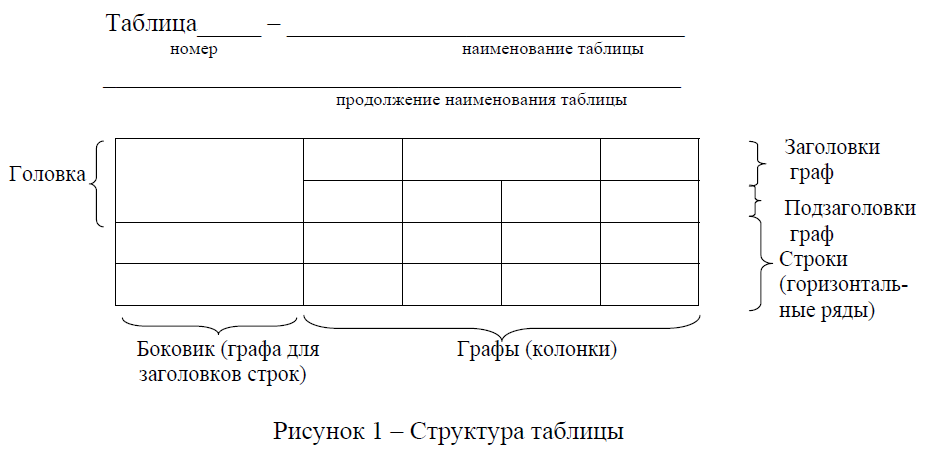 Таблица_____ – ________________________________
номер
наименование таблицы
______________________________________________
продолжение наименования таблицы
Головка
Заголовки
граф
Подзаголовки
граф
Строки
(горизонталь-
ные ряды)
Боковик (графа для
заголовков строк)
Графы (колонки)
Рисунок 1 – Структура таблицы